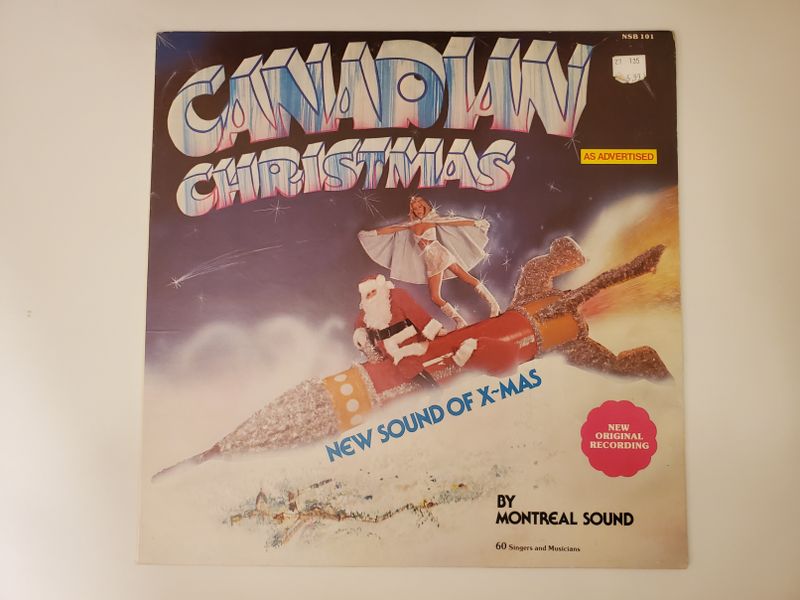 NSB 101
CANADIAN
CHRISTMAS
AS ADVERTISED
NEW SOUND OF X-MAS
NEW
ORIGINAL
RECORDING
BY
MONTREAL SOUND
60 Singers and Musicians